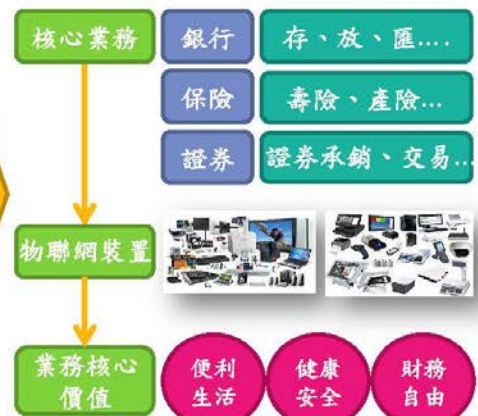 核心業務
銀行
存、放、匯....
保險
壽險、產險...
證券
證券承銷、交易...
物聯網裝置
業務核心
價值
便利
生活
健康
安全
財務
自由